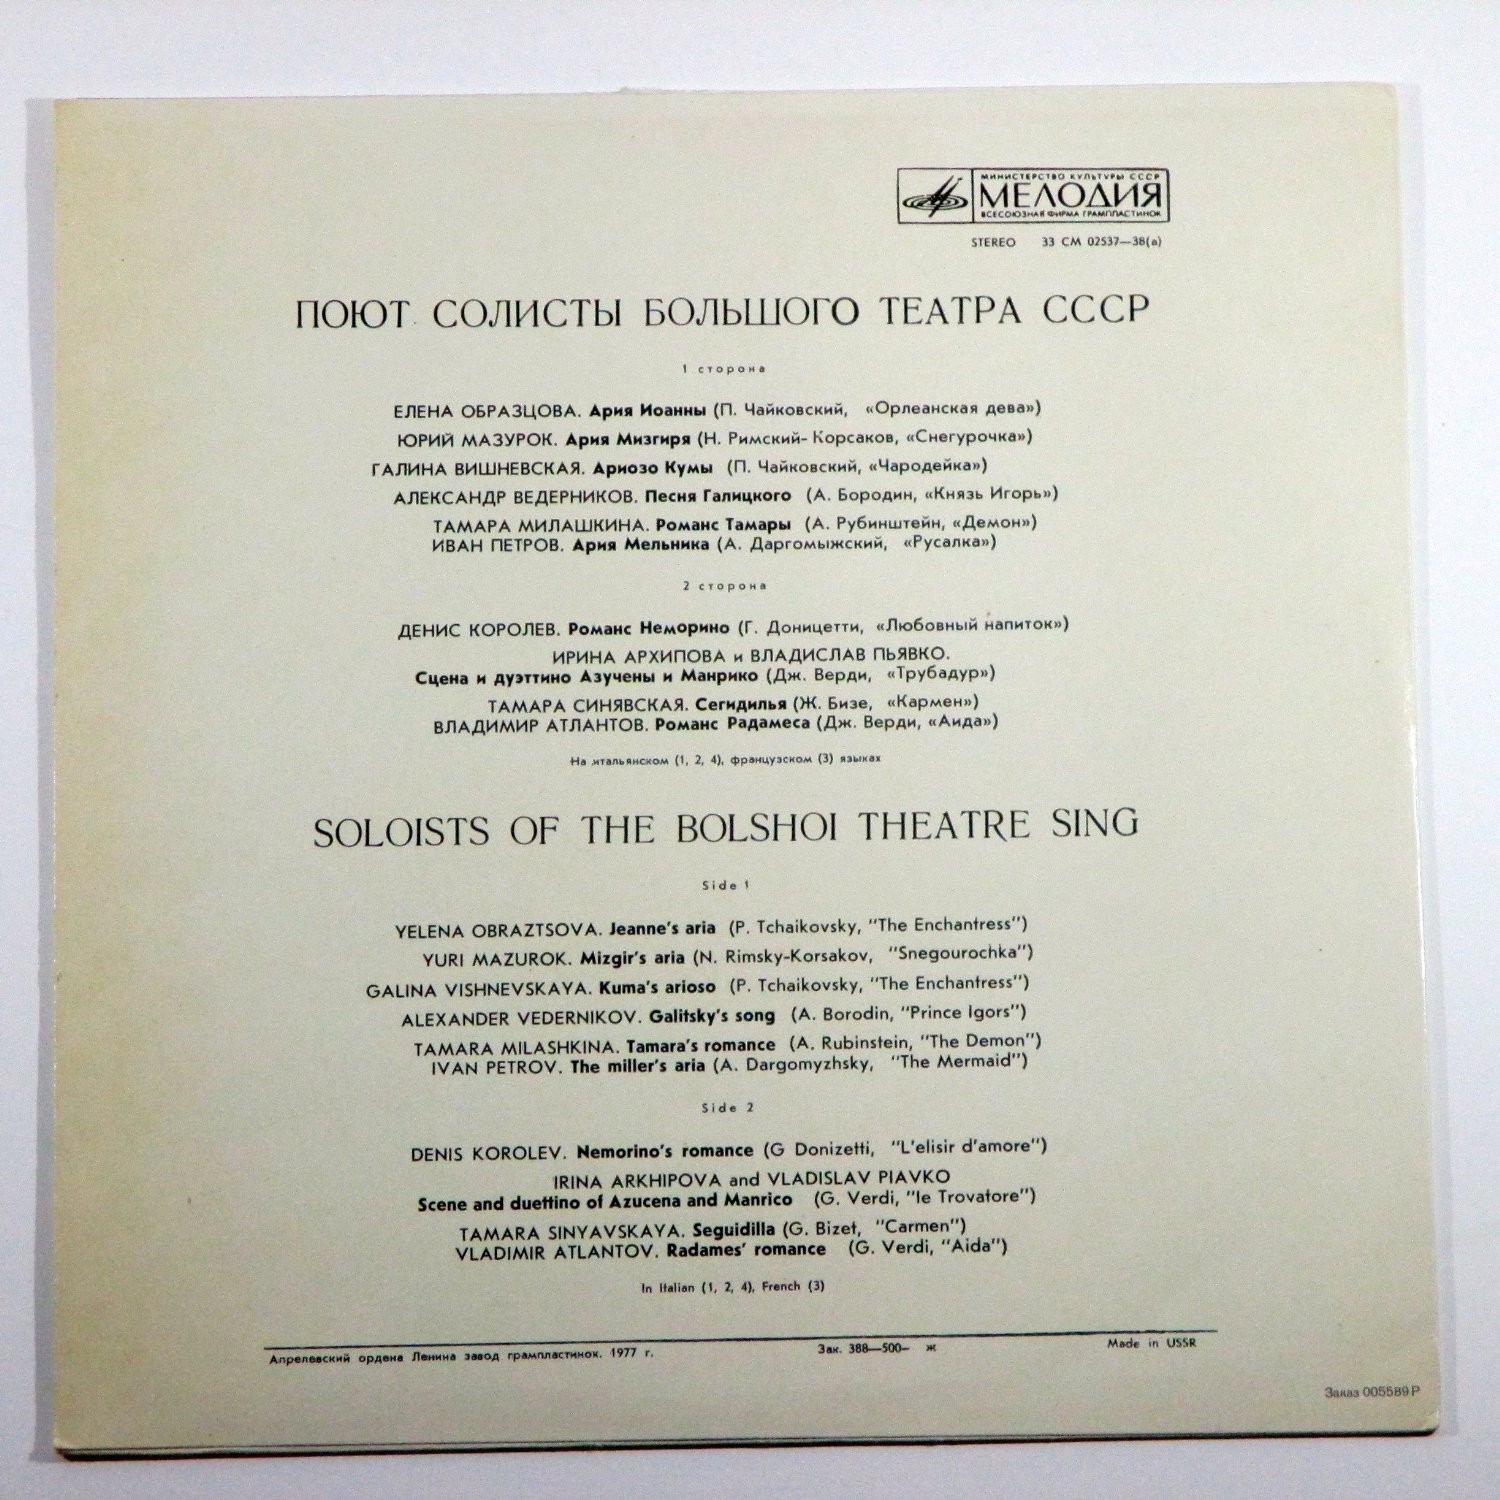 МИНИСТЕРСТВО КУЛЬТУРЫ СССР
МЕЛОДИЯ
ВСЕСОЮЗНАЯ ФИРМА ГРАМПЛАСТИНОК
STEREO 33 СМ 02537—38(а)
ПОЮТ СОЛИСТЫ БОЛЬШОГО ТЕАТРА СССР
1 сторона
ЕЛЕНА ОБРАЗЦОВА. Ария Иоанны (П. Чайковский, «Орлеанская дева»)
ЮРИЙ МАЗУРОК. Ария Мизгиря (Н. Римский-Корсаков, «Снегурочка»)
ГАЛИНА ВИШНЕВСКАЯ. Ариозо Кумы (П. Чайковский, «Чародейка»)
АЛЕКСАНДР ВЕДЕРНИКОВ. Песня Галицкого (А. Бородин, «Князь Игорь»)
ТАМАРА МИЛАШКИНА. Романс Тамары (А. Рубинштейн, «Демон»)
ИВАН ПЕТРОВ. Ария Мельника (А. Даргомыжский, «Русалка»)
2 сторона
ДЕНИС КОРОЛЕВ. Романс Неморино (Г. Доницетти, «Любовный напиток»)
ИРИНА АРХИПОВА и ВЛАДИСЛАВ ПЬЯВКО.
Сцена и дуэттино Азучены и Манрико (Дж. Верди, «Трубадур»)
ТАМАРА СИНЯВСКАЯ. Сегидилья (Ж. Бизе, «Кармен»)
ВЛАДИМИР АТЛАНТОВ. Романс Радамеса (Дж. Верди, «Аида»)
На итальянском (1, 2, 4), французском (3) языках
SOLOISTS OF THE BOLSHOI THEATRE SING
Side 1
YELENA OBRAZTSOVA. Jeanne's aria (P. Tchaikovsky, "The Enchantress")
YURI MAZUROK. Mizgir's aria (N. Rimsky-Korsakov, "Snegourochka")
GALINA VISHNEVSKAYA. Kuma's arioso (P. Tchaikovsky, "The Enchantress")
ALEXANDER VEDERNIKOV. Galitsky's song (A. Borodin, "Prince Igors")
TAMARA MILASHKINA. Tamara's romance (A. Rubinstein, "The Demon")
IVAN PETROV. The miller's aria (A. Dargomyzhsky, "The Mermaid")
Side 2
DENIS KOROLEV. Nemorino's romance (G Donizetti, "L'elisir d'amore")
IRINA ARKHIPOVA and VLADISLAV PIAVKO
Scene and duettino of Azucena and Manrico (G. Verdi, "le Trovatore")
TAMARA SINYAVSKAYA. Seguidilla (G. Bizet, "Carmen")
VLADIMIR ATLANTOV. Radames' romance (G. Verdi, "Aida")
In Italian (1, 2, 4), French (3)
Апрелевский ордена Ленина завод грампластинок. 1977 г. Зак. 388—500— ж Made in USSR
Заказ 005589Р